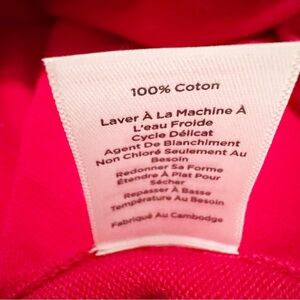 100% Coton
Laver À La Machine À
L'eau Froide
Cycle Délicat
Agent De Blanchiment
Non Chloré Seulement Au
Besoin
Redonner Sa Forme
Étendre À Plat Pour
Sécher
Repasser À Basse
Température Au Besoin
Fabriqué Au Cambodge